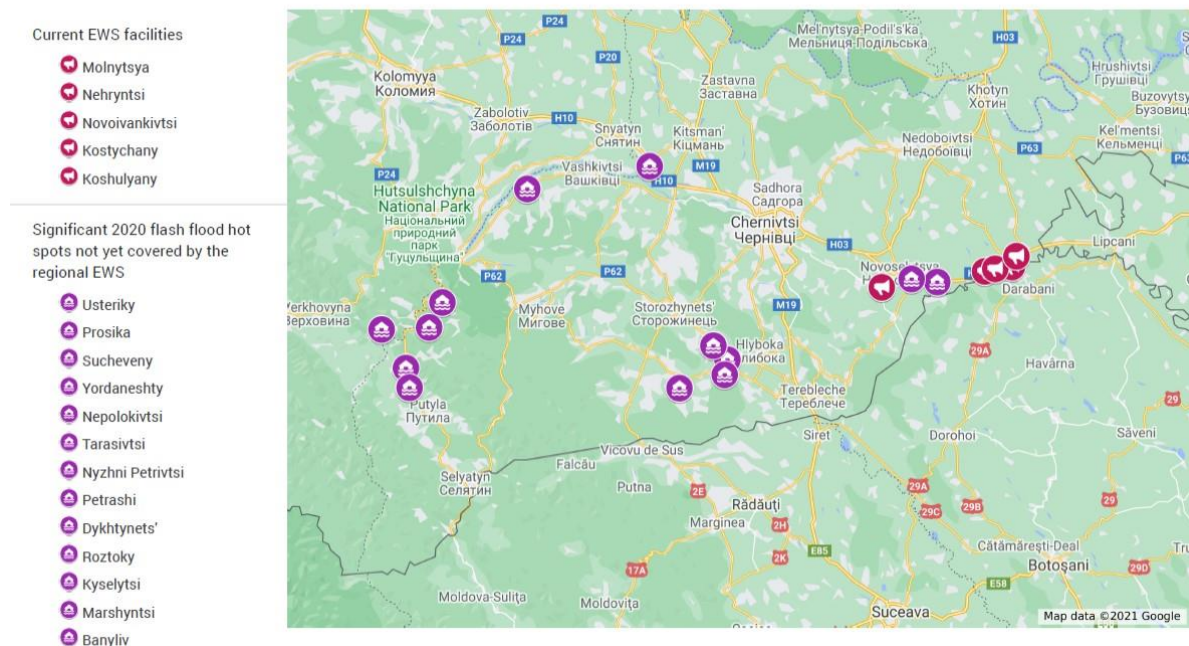 Current EWS facilities
Molnytsya
Nehryntsi
Novoivankivtsi
Kostychany
Koshulyany
Significant 2020 flash flood hot
spots not yet covered by the
regional EWS
Usteriky
Prosika
Sucheveny
Yordaneshty
Nepolokivtsi
Tarasivtsi
Nyzhni Petrivtsi
Petrashi
Dykhtynets'
Roztoky
Kyselytsi
Marshyntsi
Banyliv
P24
Mel'nytsya-Podil's'ka
Мельниця-Подільська
H03
P24
P20
Hrushivtsi
Грушівці
Kolomyya
Коломия
Zastavna
Заставна
Khotyn
Хотин
Buzovyts
Бузовиц
Zabolotiv
Заболотів
H10
Snyatyn
Снятин
Kitsman'
Кіцмань
Nedoboivtsi
Недобоївці
P63
Kel'mentsi
Кельменці
P63
P24
Vashkivtsi
Вашківці
H10
M19
Hutsulshchyna
National Park
Національний
природний
парк
"Гуцульщина"
Sadhora
Садгора
Chernivtsi
Чернівці
H03
Lipcani
P62
P62
Novoselytsya
Darabani
Verkhovyna
Верховина
Myhove
Мигове
Storozhynets'
Сторожинець
M19
Hlyboka
29A
Havârna
Terebleche
Тереблече
29
Putyla
Путила
Siret
Dorohoi
Săveni
Vicovu de Sus
Falcău
Selyatyn
Селятин
Putna
2E
29A
29
Rădăuți
29C
29B
Marginea
2H
Cătămărești-Deal
E85
2K
Botoșani
29D
17A
E58
Moldova-Sulița
Moldovița
Suceava
Map data ©2021 Google